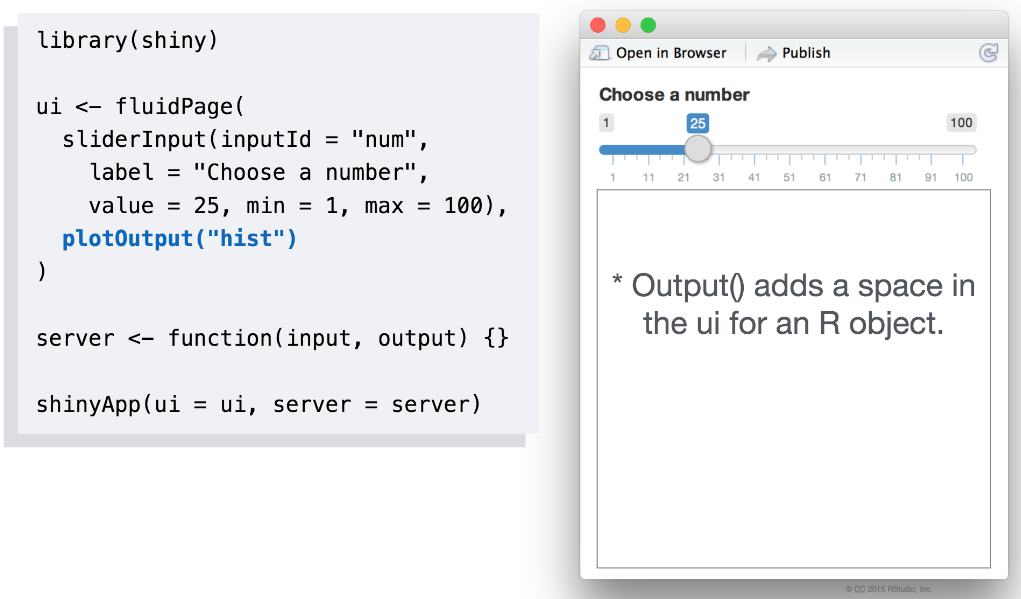 library(shiny)
ui <- fluidPage(
sliderInput(inputId = "num",
label = "Choose a number",
value = 25, min = 1, max = 100),
plotOutput("hist")
)
server <- function(input, output) {}
shinyApp(ui = ui, server = server)
Open in Browser Publish
Choose a number
1 25 100
1 11 21 31 41 51 61 71 81 91 100
* Output() adds a space in
the ui for an R object.
© CC 2015 RStudio, Inc.